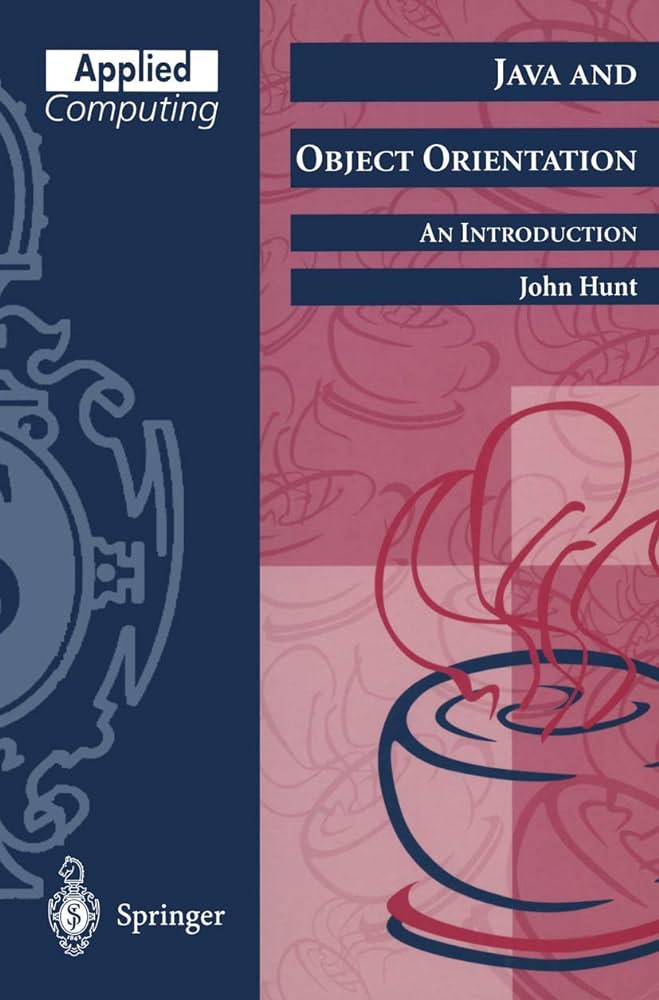 Applied
Computing
JAVA AND
OBJECT ORIENTATION
AN INTRODUCTION
John Hunt
Springer